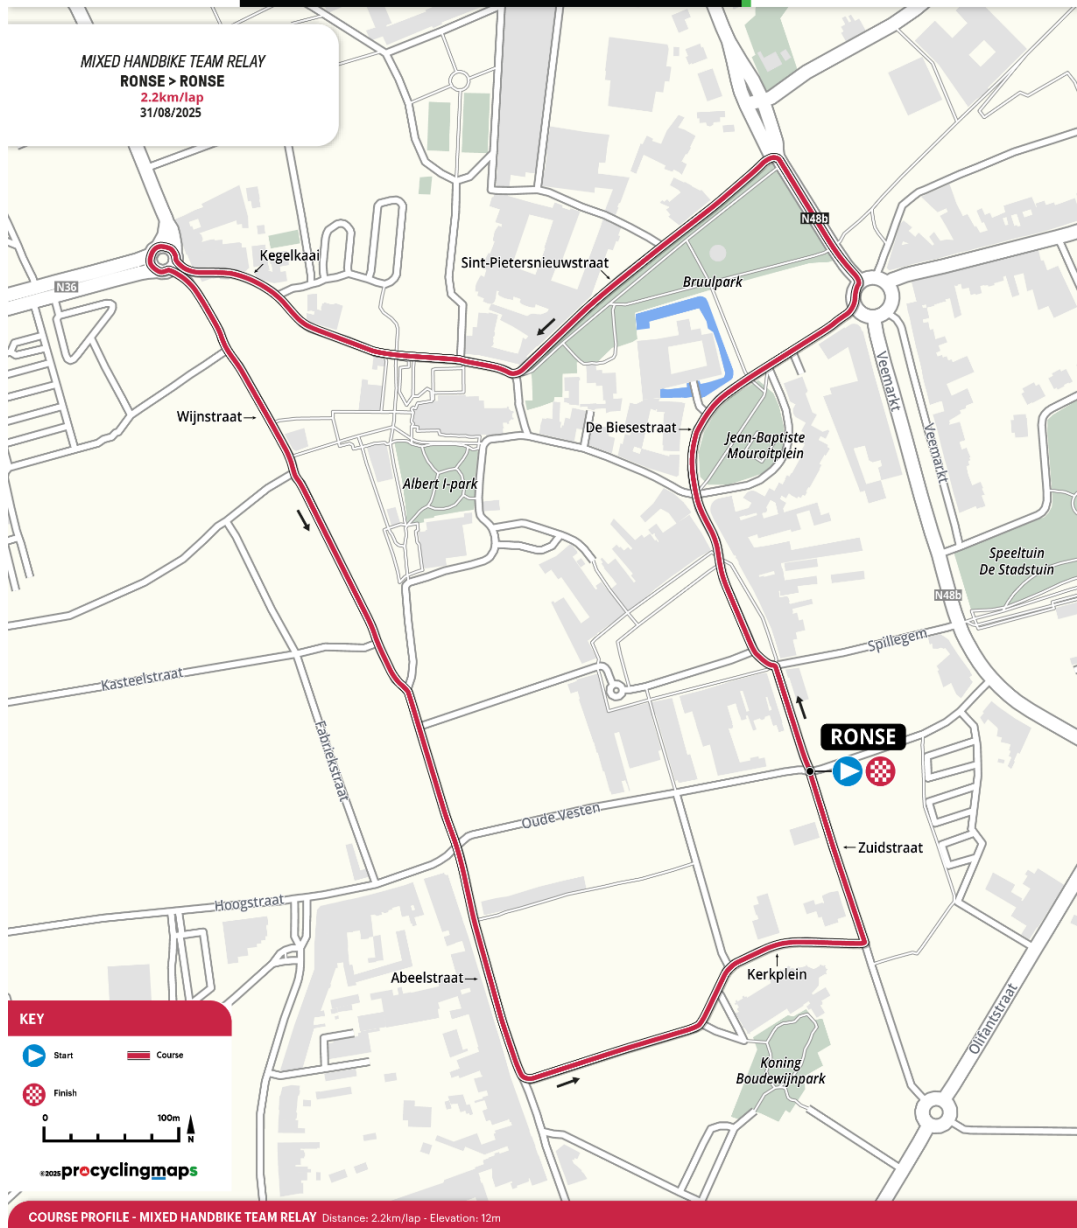 MIXED HANDBIKE TEAM RELAY
RONSE > RONSE
2.2km/lap
31/08/2025
N48b
Kegelkaai
Sint-Pietersnieuwstraat
Bruulpark
N36
Veemarkt
Wijnstraat
De Biesestraat
Jean-Baptiste
Mouroitplein
Veemarkt
Albert I-park
Speeltuin
De Stadstuin
N48b
Spillegem
Kasteelstraat
Fabriekstraat
RONSE
Oude Vesten
Zuidstraat
Hoogstraat
Abeelstraat
Kerkplein
Olifantstraat
Koning
Boudewijnpark
KEY
Start
Course
Finish
0 100m
N
©2025 procyclingmaps
COURSE PROFILE - MIXED HANDBIKE TEAM RELAY Distance: 2.2km/lap - Elevation: 12m